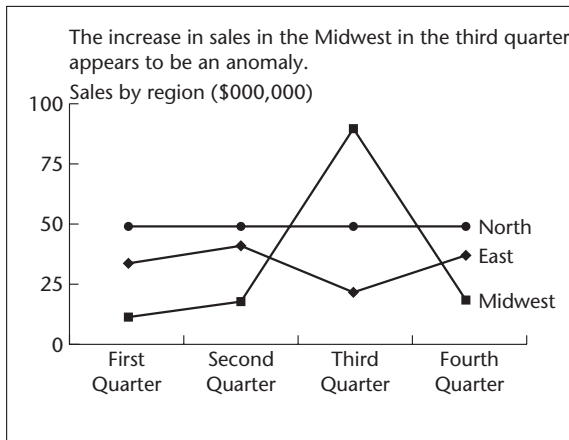 The increase in sales in the Midwest in the third quarter
appears to be an anomaly.
Sales by region ($000,000)
100
75
50
25
0
North
East
Midwest
First
Quarter
Second
Quarter
Third
Quarter
Fourth
Quarter